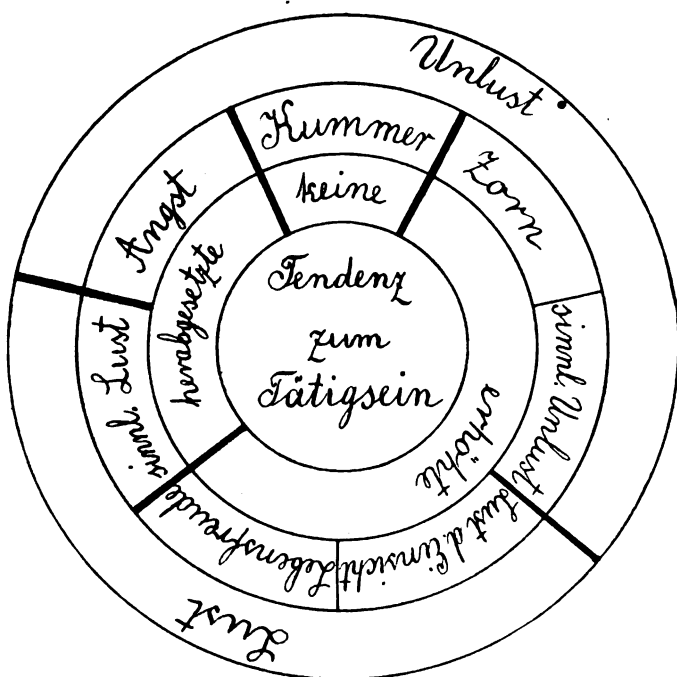 Unlust
Kummer
Zorn
Angst
keine
herabgesetzte
Tendenz
zum
Tätigsein
erhöhte
sinnl. Unlust
sinnl. Lust
Lebensfreude
Lust d. Einsicht
Lust